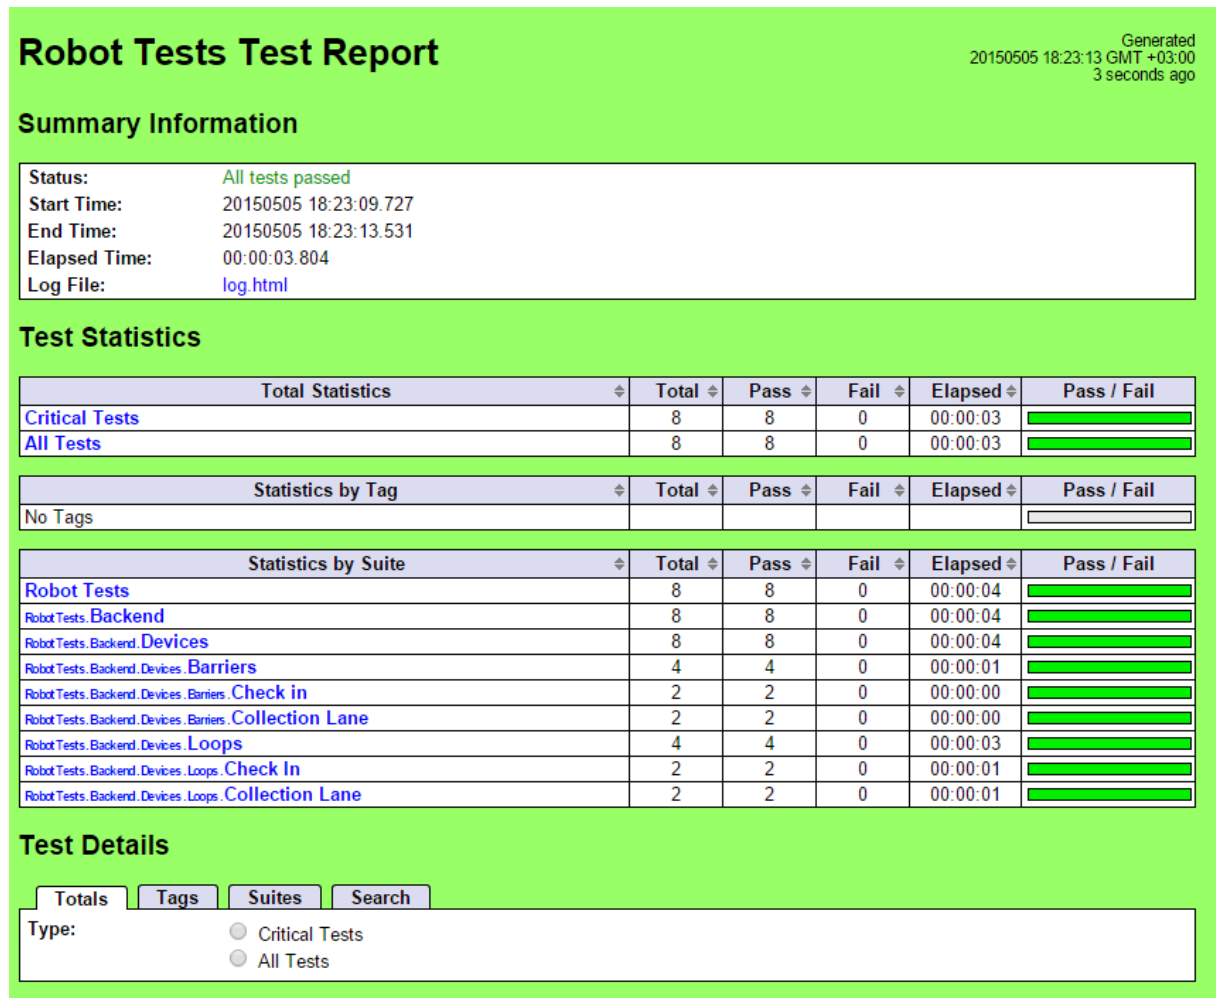 Robot Tests Test Report
Generated
20150505 18:23:13 GMT +03:00
3 seconds ago
Summary Information
Status: All tests passed
Start Time: 20150505 18:23:09.727
End Time: 20150505 18:23:13.531
Elapsed Time: 00:00:03.804
Log File: log.html
Test Statistics
Total Statistics Total Pass Fail Elapsed Pass / Fail
Critical Tests 8 8 0 00:00:03
All Tests 8 8 0 00:00:03
Statistics by Tag Total Pass Fail Elapsed Pass / Fail
No Tags
Statistics by Suite Total Pass Fail Elapsed Pass / Fail
Robot Tests 8 8 0 00:00:04
Robot Tests.Backend 8 8 0 00:00:04
Robot Tests.Backend.Devices 8 8 0 00:00:04
Robot Tests.Backend.Devices.Barriers 4 4 0 00:00:01
Robot Tests.Backend.Devices.Barriers.Check in 2 2 0 00:00:00
Robot Tests.Backend.Devices.Barriers.Collection Lane 2 2 0 00:00:00
Robot Tests.Backend.Devices.Loops 4 4 0 00:00:03
Robot Tests.Backend.Devices.Loops.Check In 2 2 0 00:00:01
Robot Tests.Backend.Devices.Loops.Collection Lane 2 2 0 00:00:01
Test Details
Totals Tags Suites Search
Type: Critical Tests
All Tests